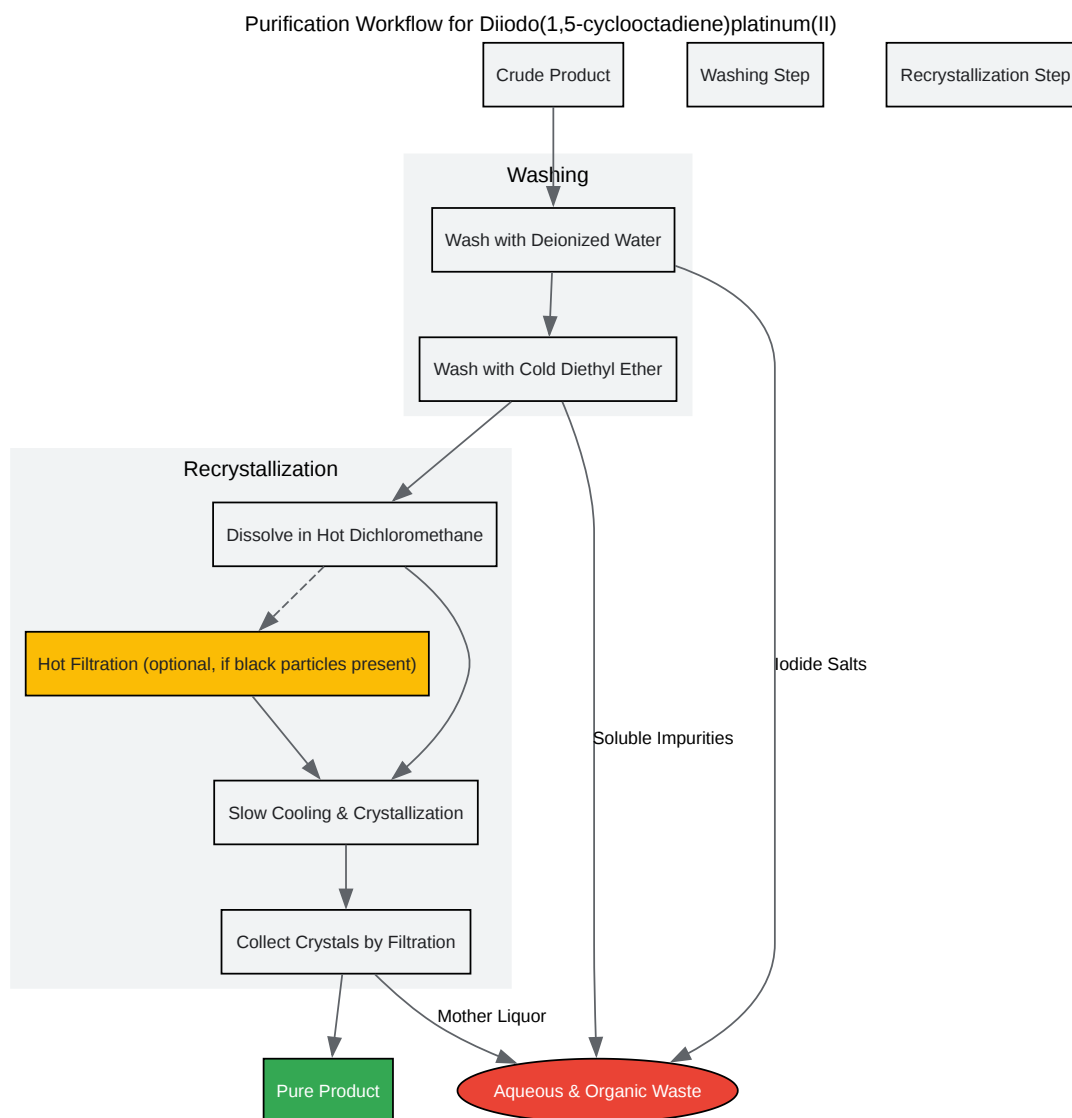 Purification Workflow for Diiodo(1,5-cyclooctadiene)platinum(II)
Crude Product
Washing Step
Recrystallization Step
Washing
Wash with Deionized Water
Wash with Cold Diethyl Ether
Recrystallization
Dissolve in Hot Dichloromethane
Hot Filtration (optional, if black particles present)
Iodide Salts
Soluble Impurities
Slow Cooling & Crystallization
Collect Crystals by Filtration
Mother Liquor
Pure Product
Aqueous & Organic Waste